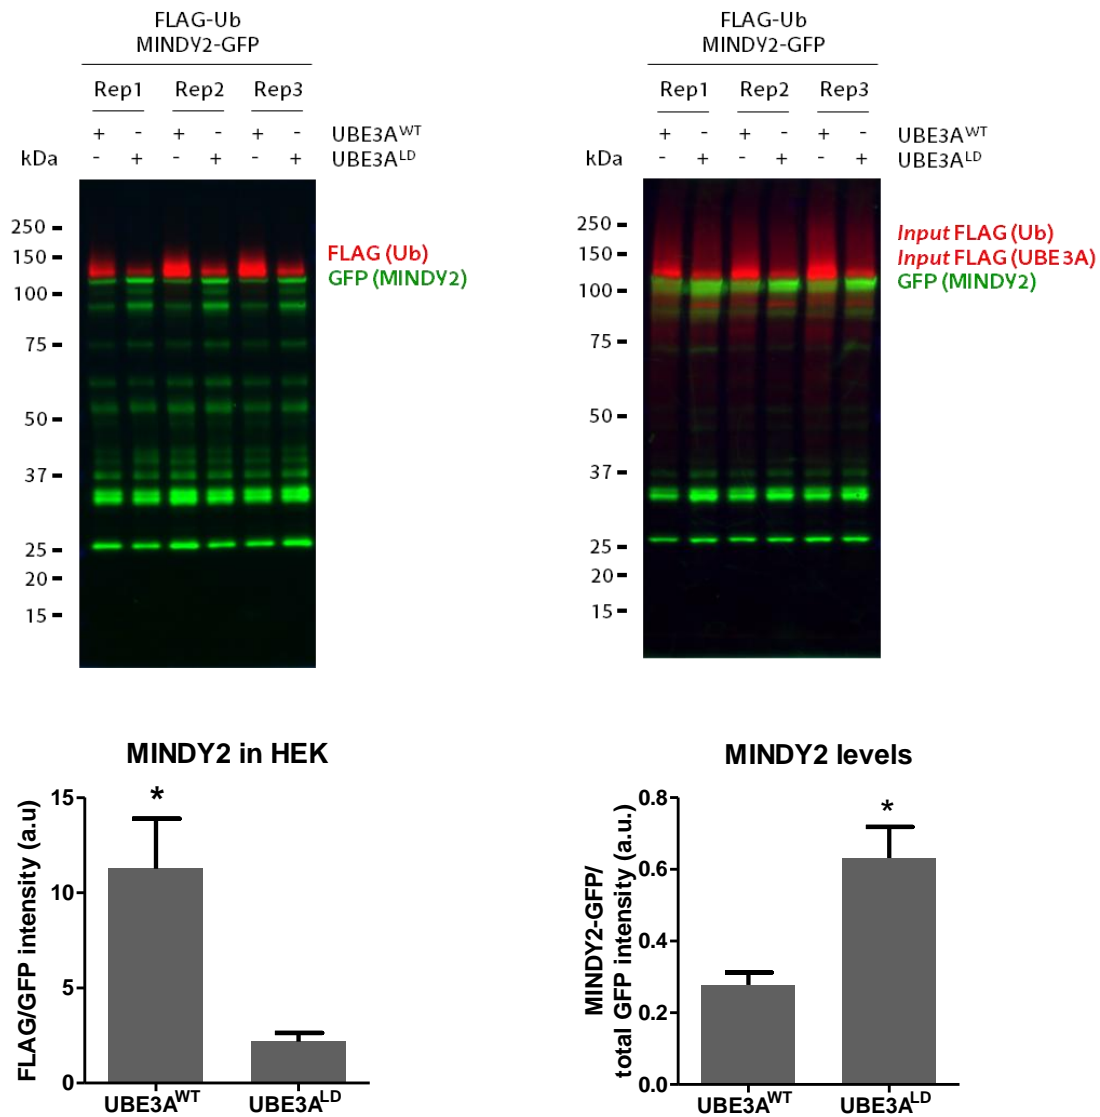 FLAG-Ub
MINDY2-GFP
Rep1 Rep2 Rep3
+ - + - + - UBE3AWT
kDa - + - + - + UBE3ALD
250
150
100
75
50
37
25
20
15
FLAG (Ub)
GFP (MINDY2)
FLAG-Ub
MINDY2-GFP
Rep1 Rep2 Rep3
+ - + - + - UBE3AWT
kDa - + - + - + UBE3ALD
250
150
100
75
50
37
25
20
15
Input FLAG (Ub)
Input FLAG (UBE3A)
GFP (MINDY2)
MINDY2 in HEK
FLAG/GFP intensity (a.u)
15
10
5
0
*
UBE3AWT UBE3ALD
MINDY2 levels
MINDY2-GFP/
total GFP intensity (a.u.)
0.8
0.6
0.4
0.2
0.0
*
UBE3AWT UBE3ALD